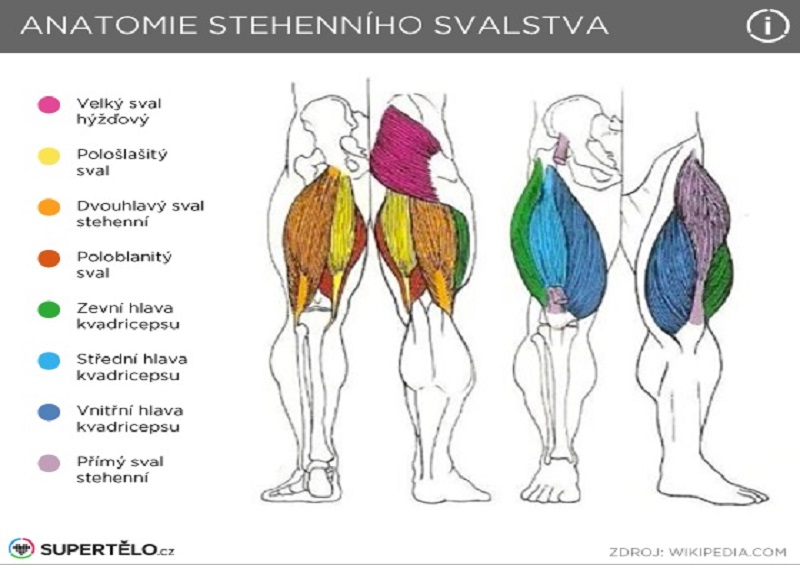 ANATOMIE STEHENNÍHO SVALSTVA
i
Velký sval
hýžďový
Pološlašitý
sval
Dvouhlavý sval
stehenní
Poloblanitý
sval
Zevní hlava
kvadricepsu
Střední hlava
kvadricepsu
Vnitřní hlava
kvadricepsu
Přímý sval
stehenní
SUPERTĚLO.cz
ZDROJ: WIKIPEDIA.COM